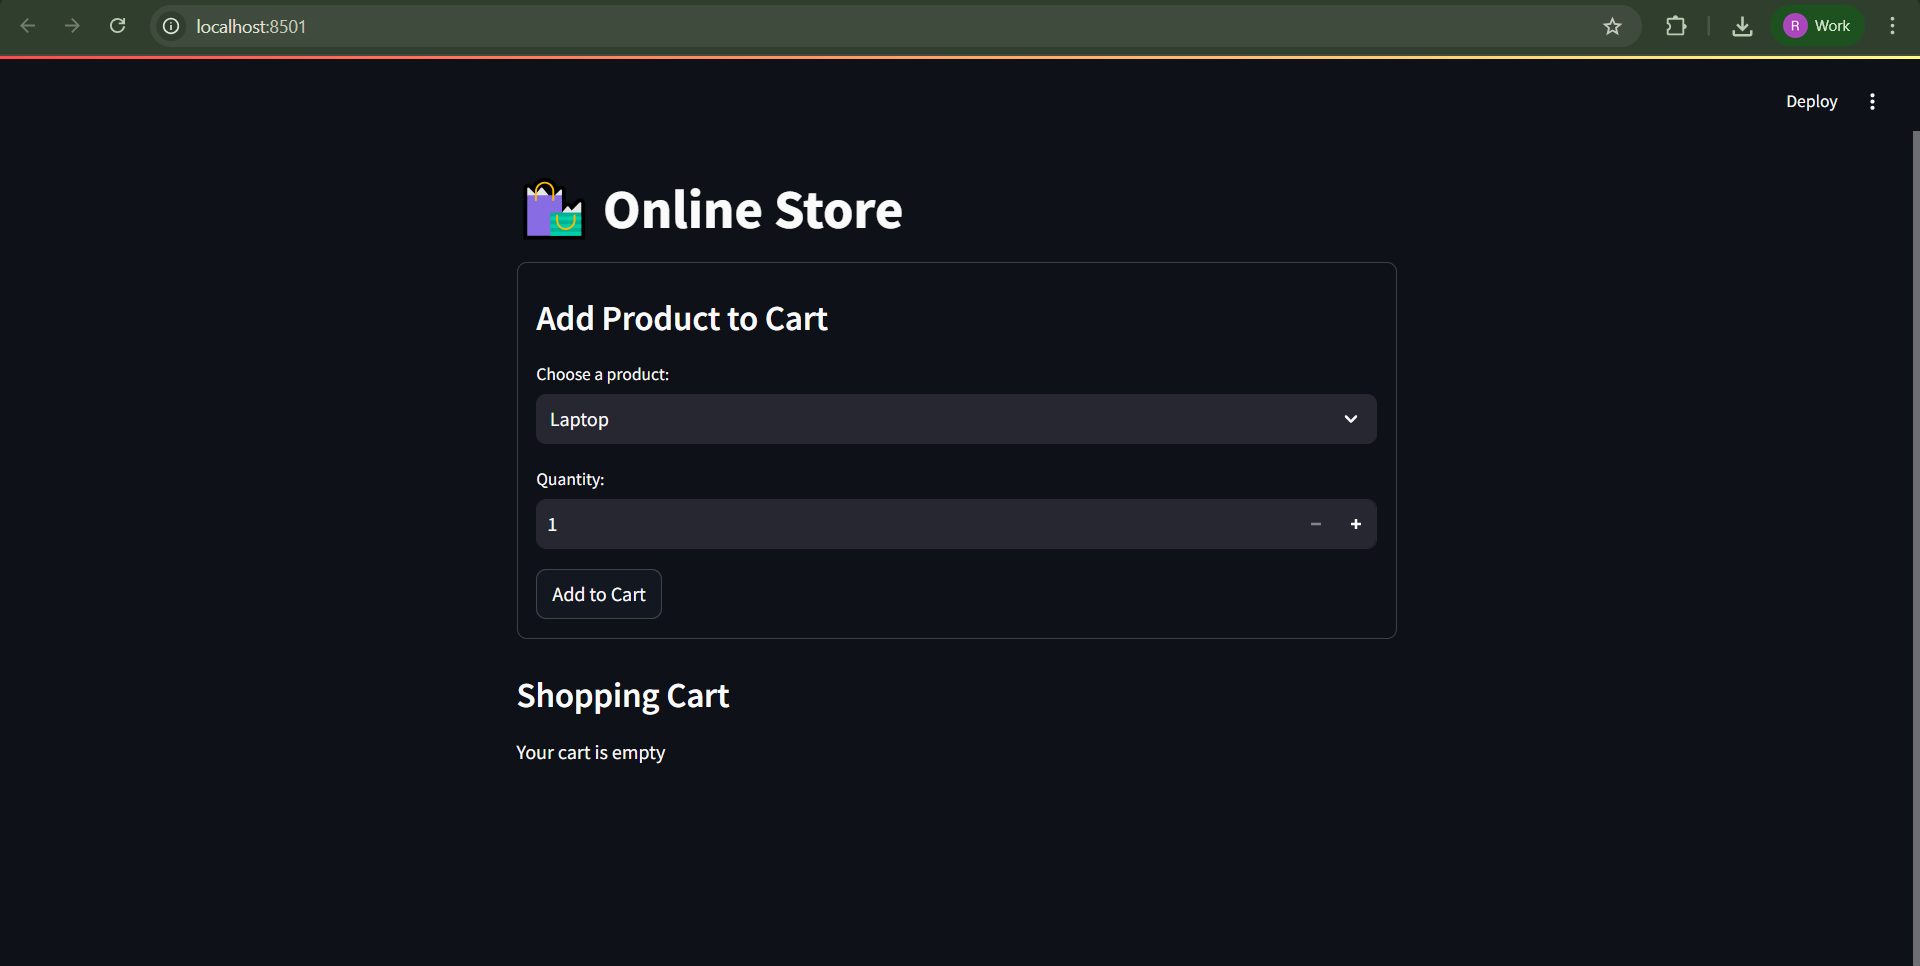 localhost:8501
R Work
Deploy
Online Store
Add Product to Cart
Choose a product:
Laptop
Quantity:
1
Add to Cart
Shopping Cart
Your cart is empty